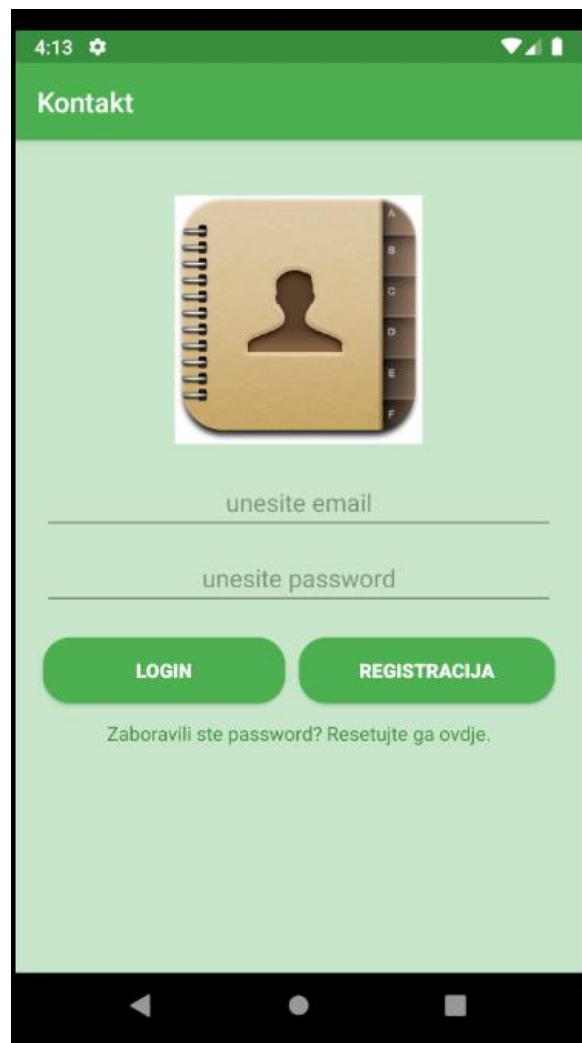 4:13
Kontakt
A
B
C
D
E
F
unesite email
unesite password
LOGIN REGISTRACIJA
Zaboravili ste password? Resetujte ga ovdje.